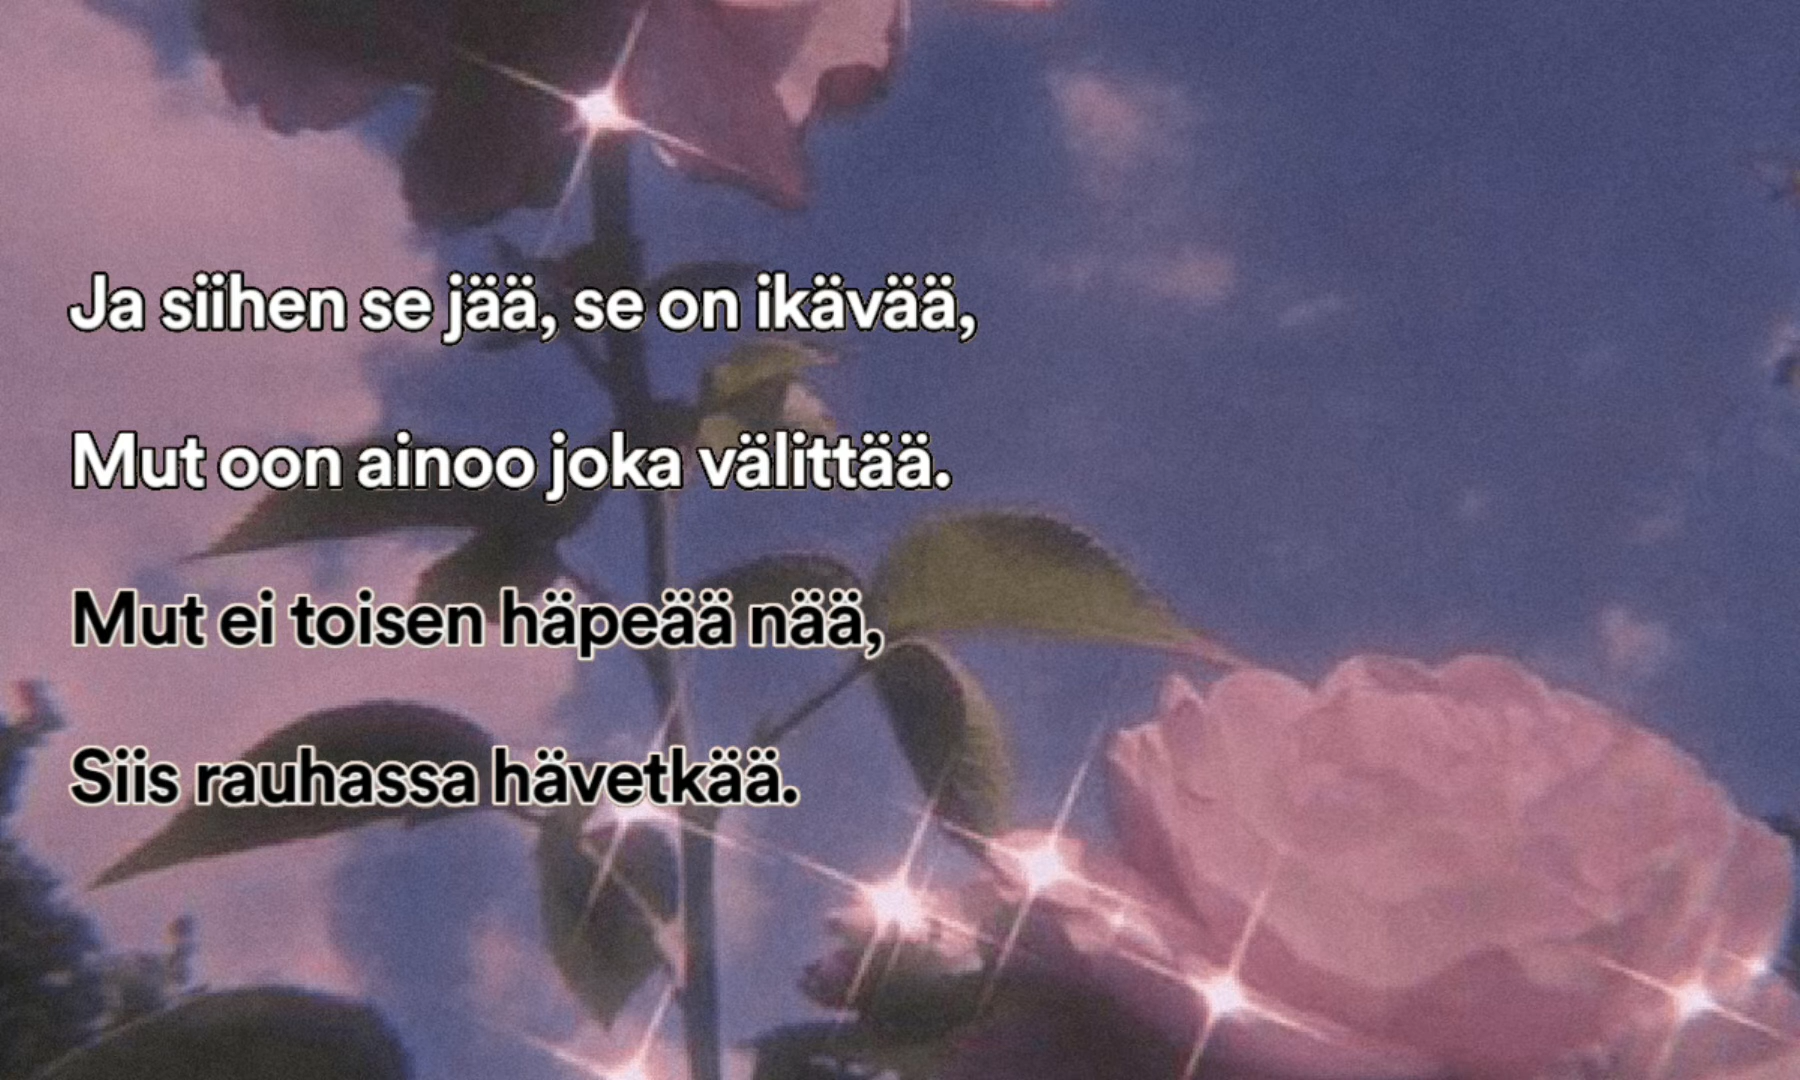 Ja siihen se jää, se on ikävää,
Mut oon ainoo joka välittää.
Mut ei toisen häpeää nää,
Siis rauhassa hävetkää.